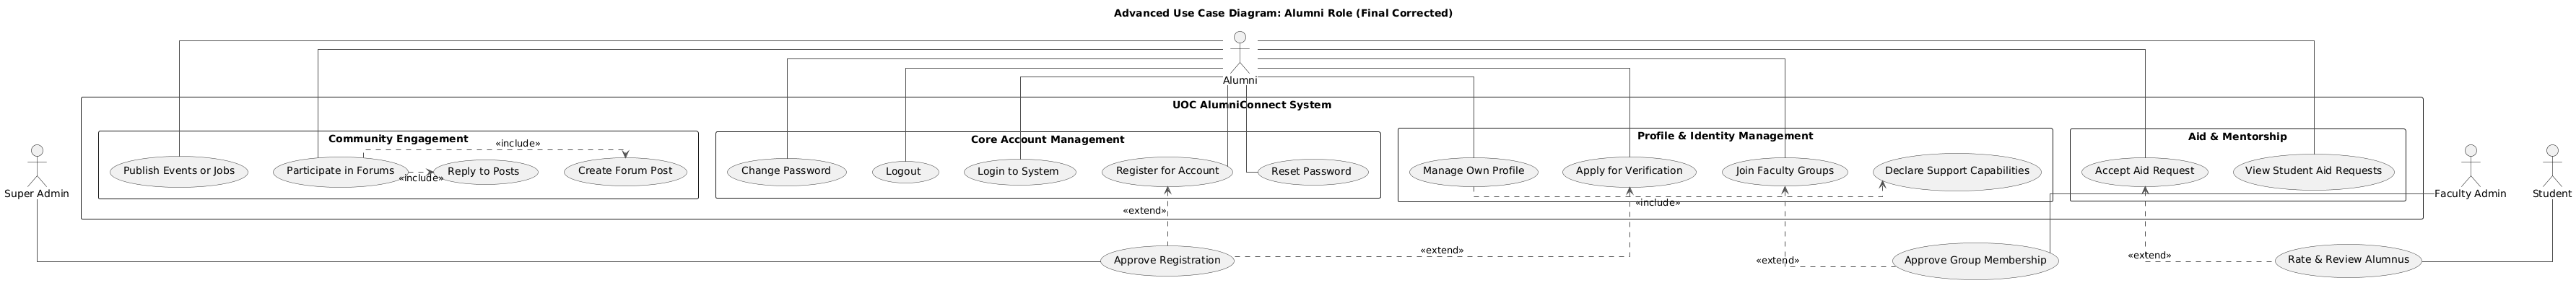 Advanced Use Case Diagram: Alumni Role (Final Corrected)
Alumni
UOC AlumniConnect System
Community Engagement
«include»
Publish Events or Jobs
Participate in Forums
«include»
Reply to Posts
Create Forum Post
Core Account Management
Change Password
Logout
Login to System
Register for Account
Reset Password
Profile & Identity Management
Manage Own Profile
Apply for Verification
Join Faculty Groups
Declare Support Capabilities
«include»
Aid & Mentorship
Accept Aid Request
View Student Aid Requests
Super Admin
Faculty Admin
Student
«extend»
«extend»
«extend»
«extend»
Approve Registration
Approve Group Membership
Rate & Review Alumnus